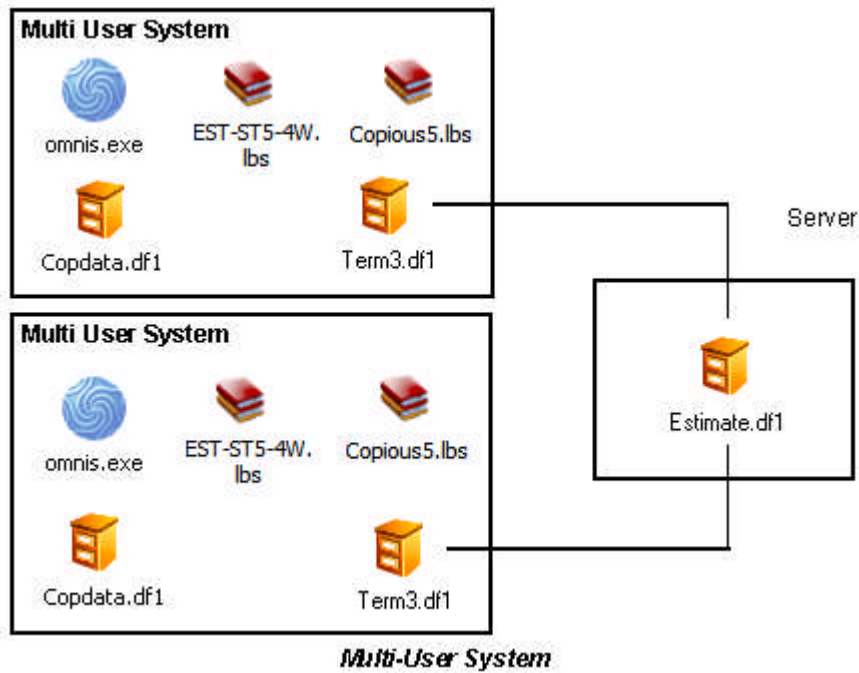 Multi User System
omnis.exe
EST-ST5-4W.
lbs
Copious5.lbs
Copdata.df1
Term3.df1
Server
Multi User System
omnis.exe
EST-ST5-4W.
lbs
Copious5.lbs
Copdata.df1
Term3.df1
Estimate.df1
Multi-User System